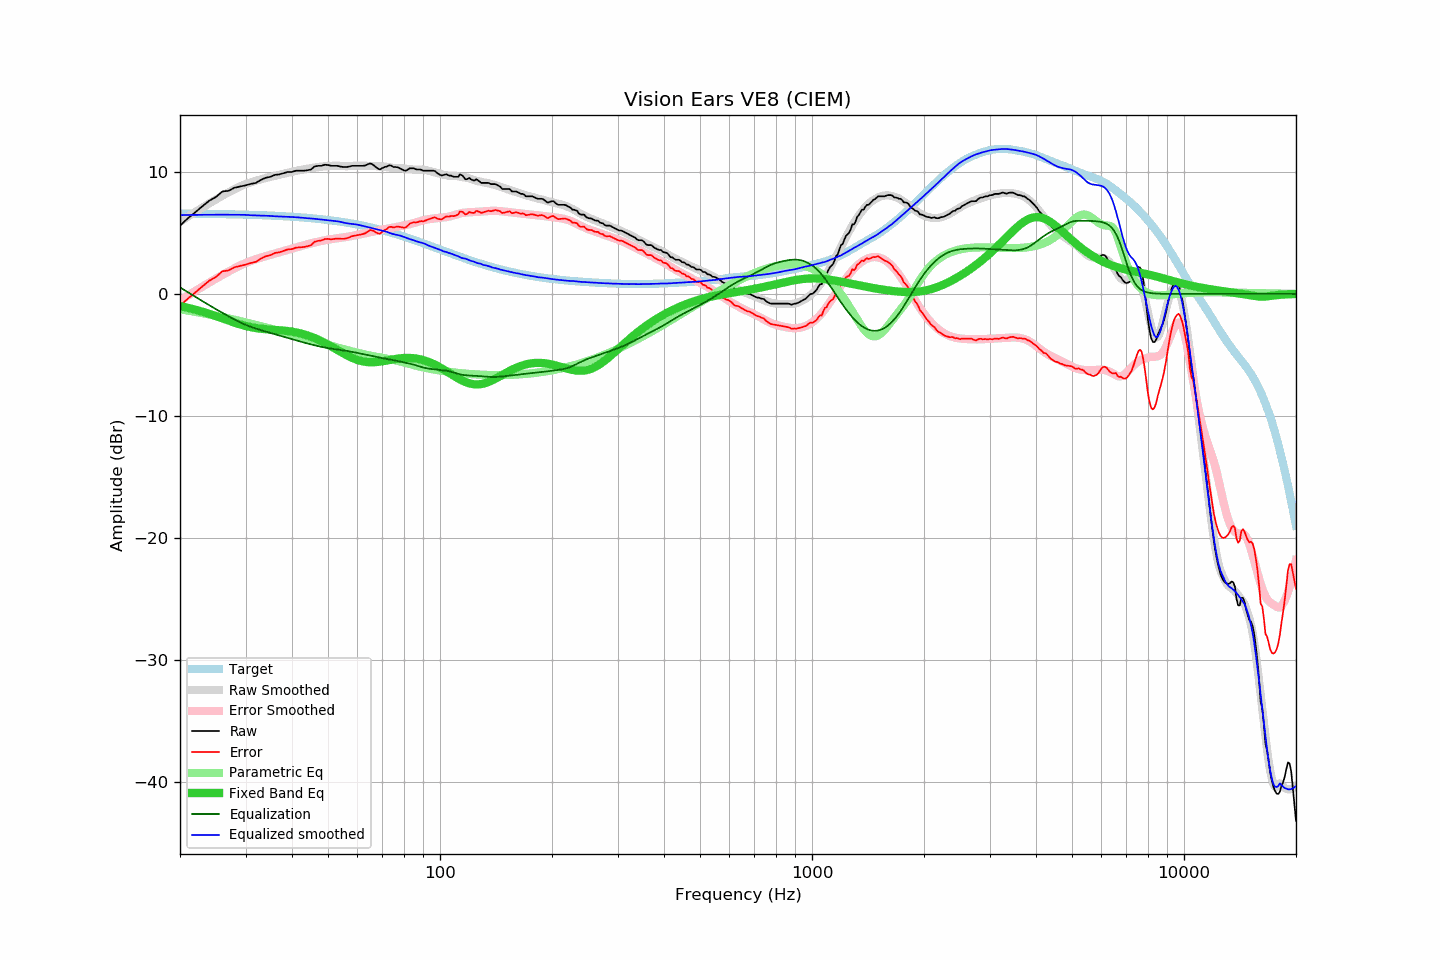 Vision Ears VE8 (CIEM)
10
0
−10
−20
−30
−40
Amplitude (dBr)
Target
Raw Smoothed
Error Smoothed
Raw
Error
Parametric Eq
Fixed Band Eq
Equalization
Equalized smoothed
100
1000
10000
Frequency (Hz)